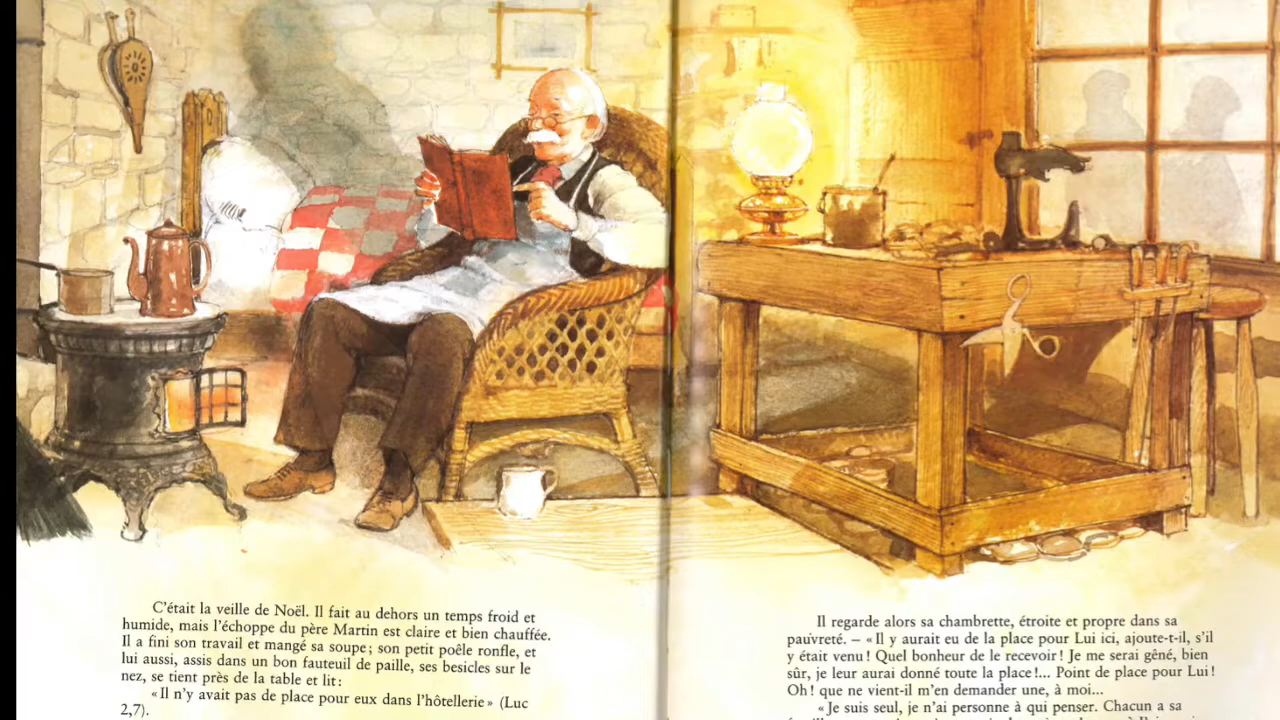 C'était la veille de Noël. Il fait au dehors un temps froid et
humide, mais l'échoppe du père Martin est claire et bien chauffée.
Il a fini son travail et mangé sa soupe ; son petit poêle ronfle, et
lui aussi, assis dans un bon fauteuil de paille, ses besicles sur le
nez, se tient près de la table et lit :
« Il n'y avait pas de place pour eux dans l'hôtellerie » (Luc
2,7).
Il regarde alors sa chambrette, étroite et propre dans sa
pauvreté. – « Il y aurait eu de la place pour Lui ici, ajoute-t-il, s'il
y était venu ! Quel bonheur de le recevoir ! Je me serai gêné, bien
sûr, je leur aurai donné toute la place !... Point de place pour Lui !
Oh ! que ne vient-il m'en demander une, à moi...
« Je suis seul, je n'ai personne à qui penser. Chacun a sa